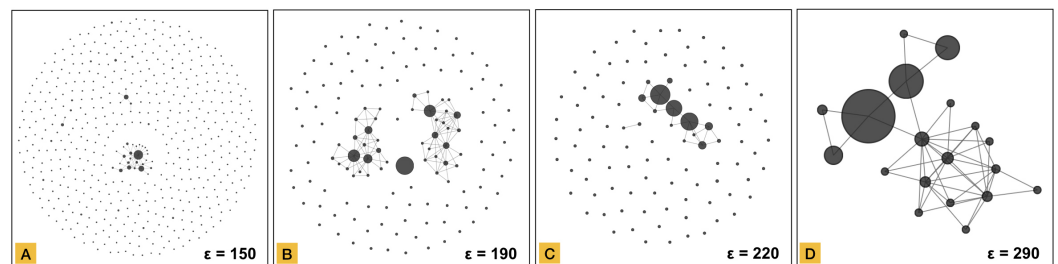 A
ε = 150
B
ε = 190
C
ε = 220
D
ε = 290